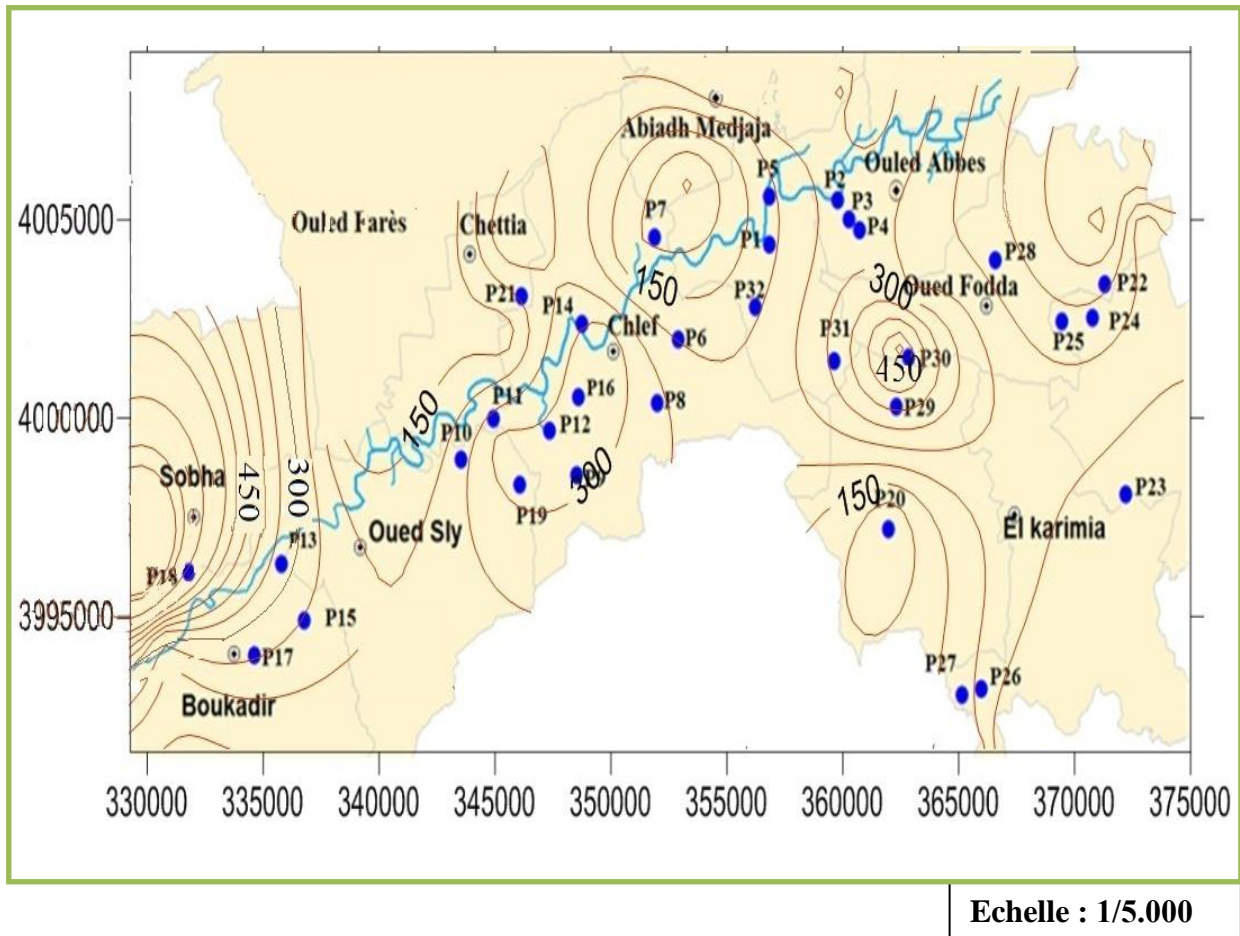 Abiadh Medjaja
Ouled Abbes
P5
P2
P3
P4
P7
P1
4005000
Ouled Farès
Chettia
P28
Oued Fodda
P22
P24
P25
300
150
P32
P21
P14
Chlef
P6
P31
P30
450
P29
4000000
150
P11
P16
P12
P8
P10
300
P19
Sobha
450
300
P13
Oued Sly
150
P20
P23
El karimia
P18
3995000
P15
P17
Boukadir
P27
P26
330000 335000 340000 345000 350000 355000 360000 365000 370000 375000
Echelle : 1/5.000